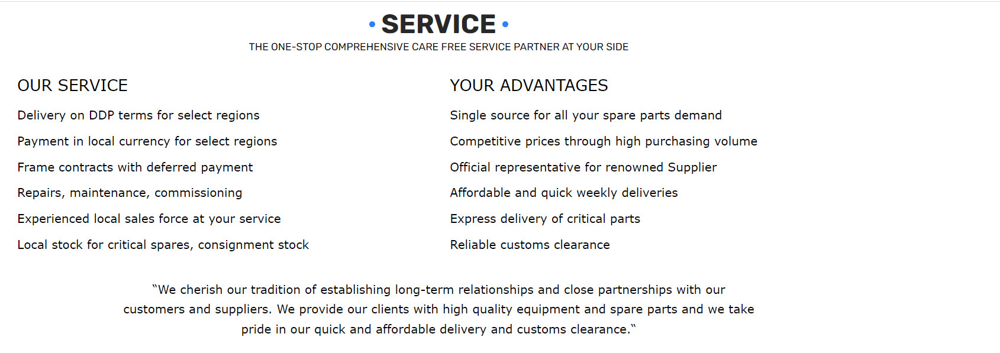 • SERVICE •
THE ONE-STOP COMPREHENSIVE CARE FREE SERVICE PARTNER AT YOUR SIDE
OUR SERVICE
Delivery on DDP terms for select regions
Payment in local currency for select regions
Frame contracts with deferred payment
Repairs, maintenance, commissioning
Experienced local sales force at your service
Local stock for critical spares, consignment stock
YOUR ADVANTAGES
Single source for all your spare parts demand
Competitive prices through high purchasing volume
Official representative for renowned Supplier
Affordable and quick weekly deliveries
Express delivery of critical parts
Reliable customs clearance
“We cherish our tradition of establishing long-term relationships and close partnerships with our
customers and suppliers. We provide our clients with high quality equipment and spare parts and we take
pride in our quick and affordable delivery and customs clearance.“